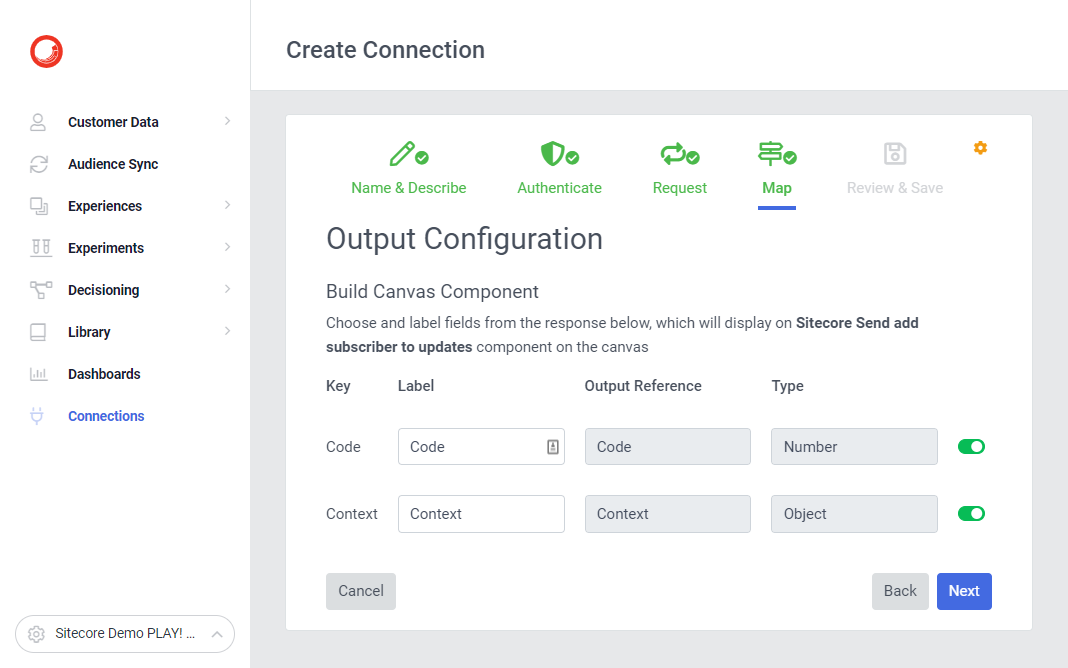 Create Connection
Customer Data
Audience Sync
Experiences
Experiments
Decisioning
Library
Dashboards
Connections
Sitecore Demo PLAY! ...
Name & Describe
Authenticate
Request
Map
Review & Save
Output Configuration
Build Canvas Component
Choose and label fields from the response below, which will display on Sitecore Send add
subscriber to updates component on the canvas
Key Label Output Reference Type
Code Code Code Number
Context Context Context Object
Cancel Back Next